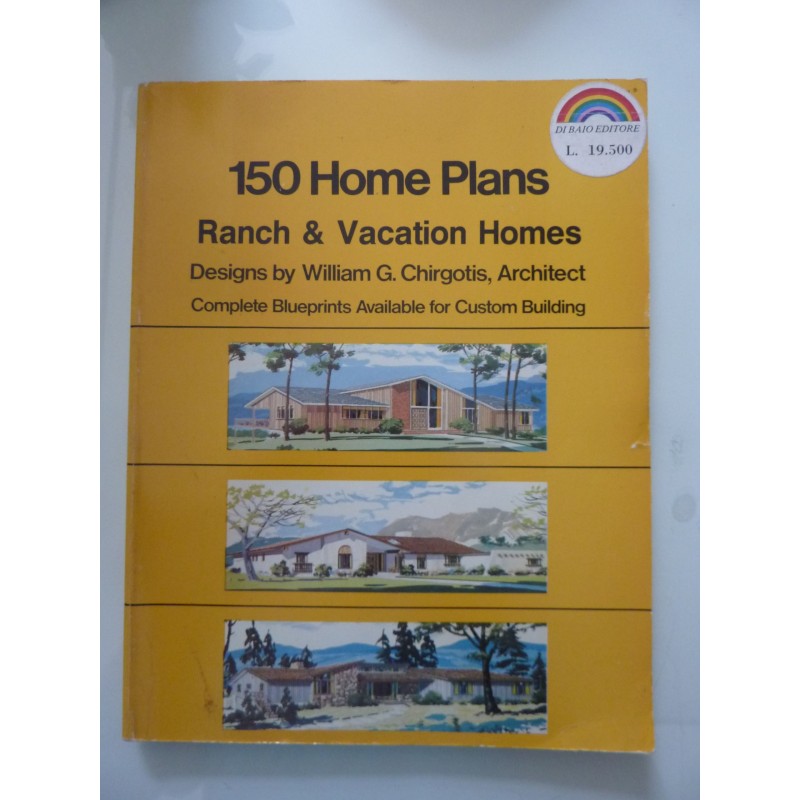 DI BAIO EDITORE
L. 19.500
150 Home Plans
Ranch & Vacation Homes
Designs by William G. Chirgotis, Architect
Complete Blueprints Available for Custom Building